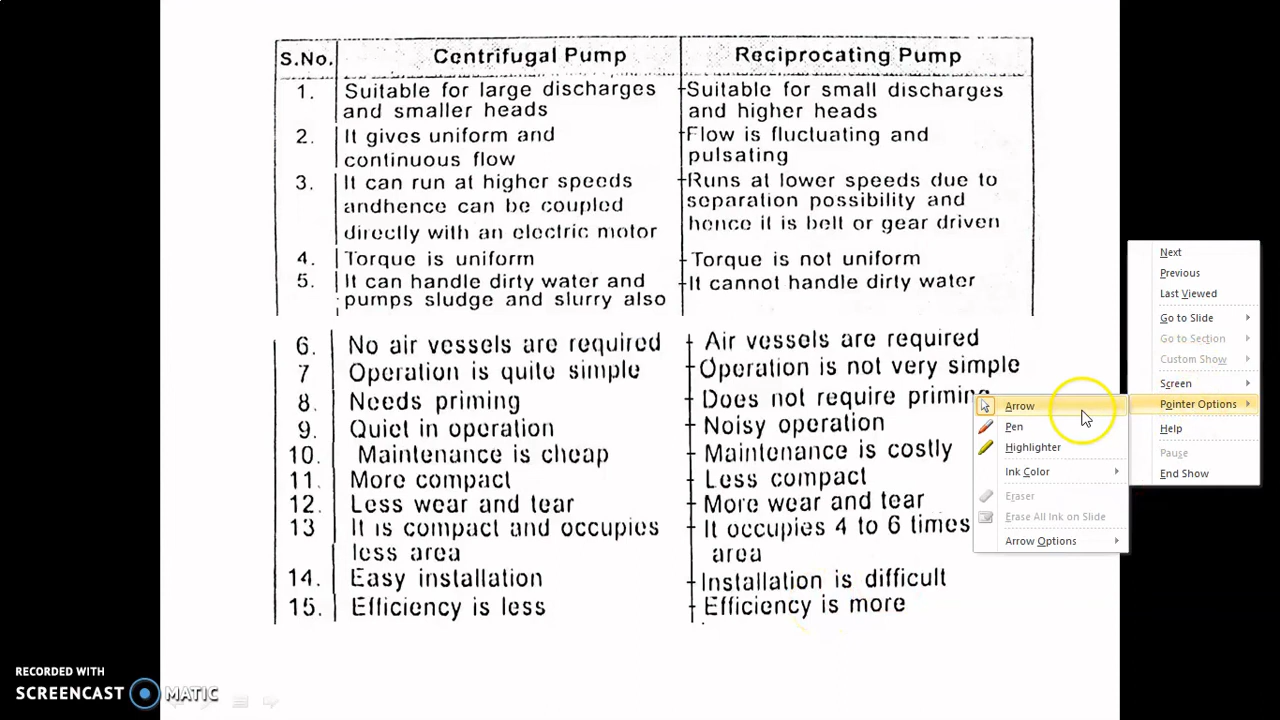 S.No. Centrifugal Pump Reciprocating Pump
1. Suitable for large discharges Suitable for small discharges
and smaller heads and higher heads
2. It gives uniform and Flow is fluctuating and
continuous flow pulsating
3. It can run at higher speeds Runs at lower speeds due to
andhence can be coupled separation possibility and
directly with an electric motor hence it is belt or gear driven
4. Torque is uniform Torque is not uniform
5. It can handle dirty water and It cannot handle dirty water
pumps sludge and slurry also
6. No air vessels are required Air vessels are required
7 Operation is quite simple Operation is not very simple
8. Needs priming Does not require priming
9. Quiet in operation Noisy operation
10. Maintenance is cheap Maintenance is costly
11. More compact Less compact
12. Less wear and tear More wear and tear
13 It is compact and occupies It occupies 4 to 6 times
less area area
14. Easy installation Installation is difficult
15. Efficiency is less Efficiency is more
Next
Previous
Last Viewed
Go to Slide
Go to Section
Custom Show
Screen
Pointer Options
Help
Pause
End Show
Arrow
Pen
Highlighter
Ink Color
Eraser
Erase All Ink on Slide
Arrow Options
RECORDED WITH
SCREENCAST MATIC